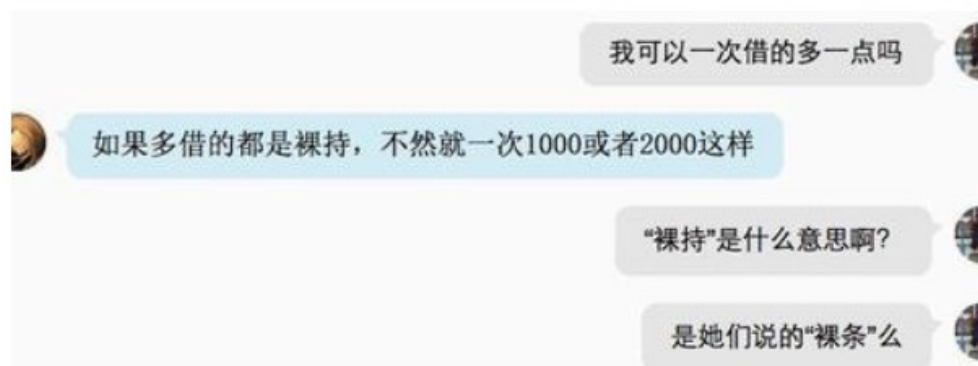 我可以一次借的多一点吗
如果多借的都是裸持，不然就一次1000或者2000这样
“裸持”是什么意思啊？
是她们说的“裸条”么